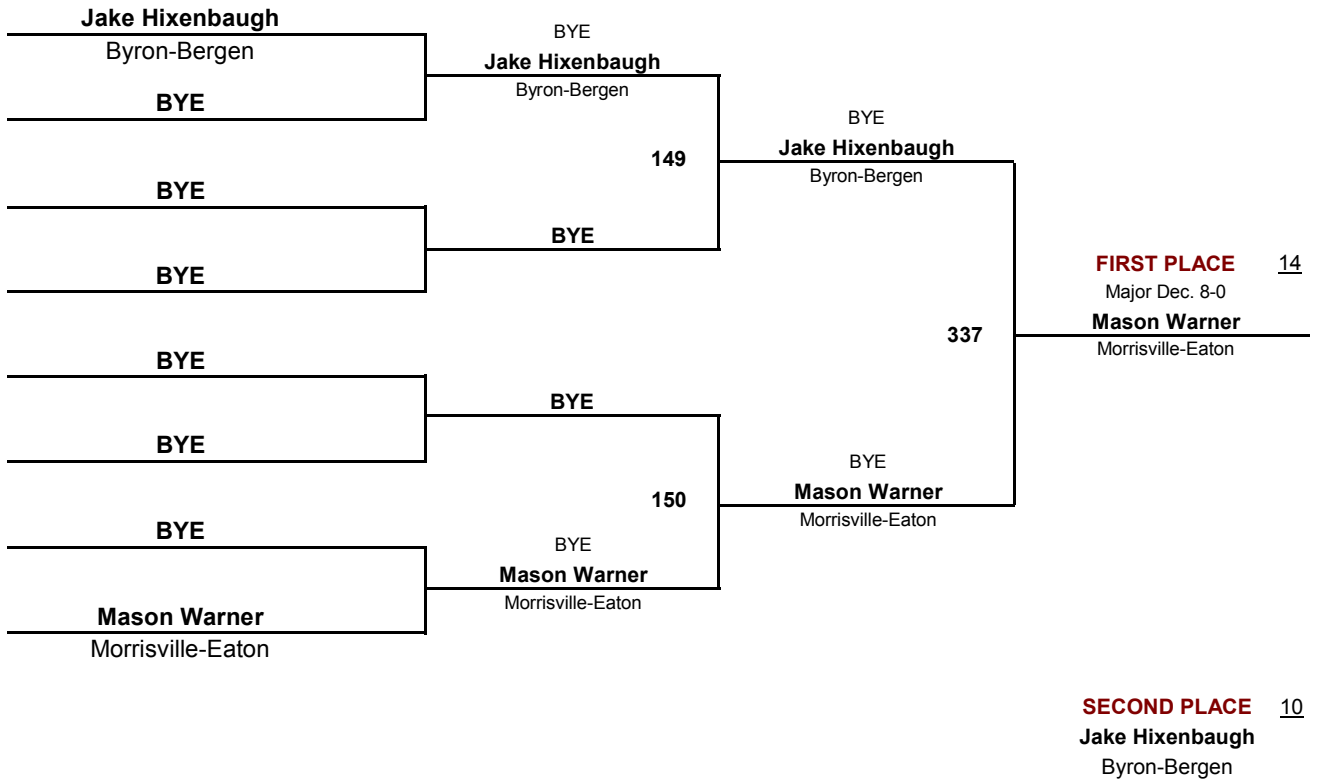 Jake Hixenbaugh
Byron-Bergen
BYE
BYE
BYE
BYE
BYE
BYE
Mason Warner
Morrisville-Eaton
BYE
Jake Hixenbaugh
Byron-Bergen
149
BYE
BYE
150
BYE
Mason Warner
Morrisville-Eaton
BYE
Jake Hixenbaugh
Byron-Bergen
337
BYE
Mason Warner
Morrisville-Eaton
FIRST PLACE 14
Major Dec. 8-0
Mason Warner
Morrisville-Eaton
SECOND PLACE 10
Jake Hixenbaugh
Byron-Bergen